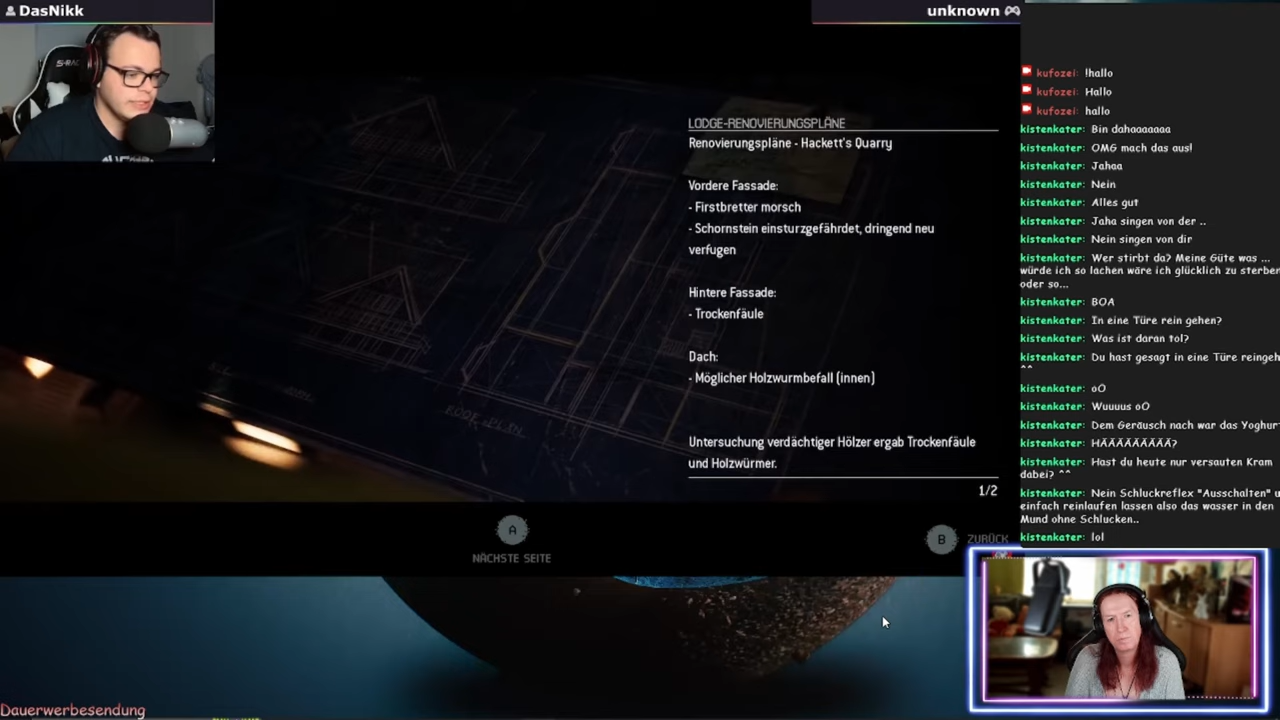 DasNikk
unknown
LODGE-RENOVIERUNGSPLÄNE
Renovierungspläne - Hackett's Quarry
Vordere Fassade:
- Firstbretter morsch
- Schornstein einsturzgefährdet, dringend neu
verfugen
Hintere Fassade:
- Trockenfäule
Dach:
- Möglicher Holzwurmbefall (innen)
Untersuchung verdächtiger Hölzer ergab Trockenfäule
und Holzwürmer.
1/2
A
NÄCHSTE SEITE
B ZURÜCK
kufozei: !hallo
kufozei: Hallo
kufozei: hallo
kistenkater: Bin dahaaaaaaa
kistenkater: OMG mach das aus!
kistenkater: Jahaa
kistenkater: Nein
kistenkater: Alles gut
kistenkater: Jaha singen von der ..
kistenkater: Nein singen von dir
kistenkater: Wer stirbt da? Meine Güte was ...
würde ich so lachen wäre ich glücklich zu sterben
oder so...
kistenkater: BOA
kistenkater: In eine Türe rein gehen?
kistenkater: Was ist daran tol?
kistenkater: Du hast gesagt in eine Türe reingeh
^^
kistenkater: oO
kistenkater: Wuuuus oO
kistenkater: Dem Geräusch nach war das Yoghur
kistenkater: HÄÄÄÄÄÄÄÄÄ?
kistenkater: Hast du heute nur versauten Kram
dabei? ^^
kistenkater: Nein Schluckreflex "Ausschalten" u
einfach reinlaufen lassen also das wasser in den
Mund ohne Schlucken..
kistenkater: lol
Dauerwerbesendung